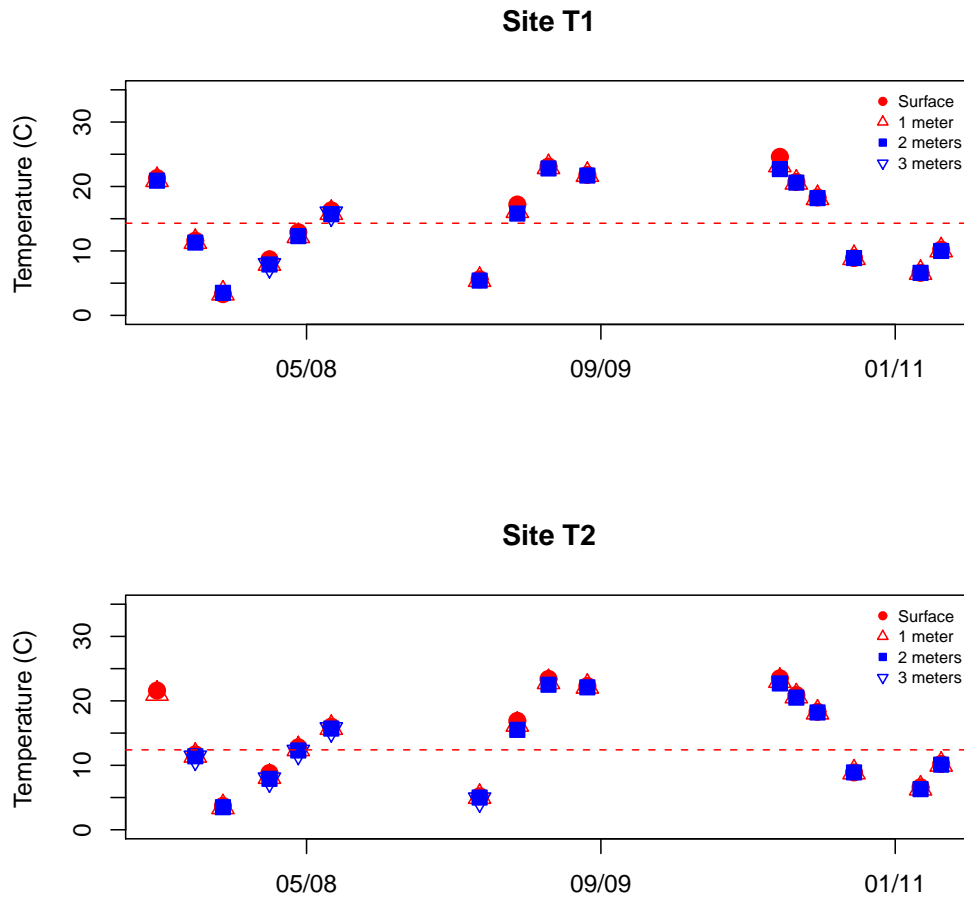 Site T1
Temperature (C)
30
20
10
0
Surface
1 meter
2 meters
3 meters
05/08 09/09 01/11
Site T2
Temperature (C)
30
20
10
0
Surface
1 meter
2 meters
3 meters
05/08 09/09 01/11